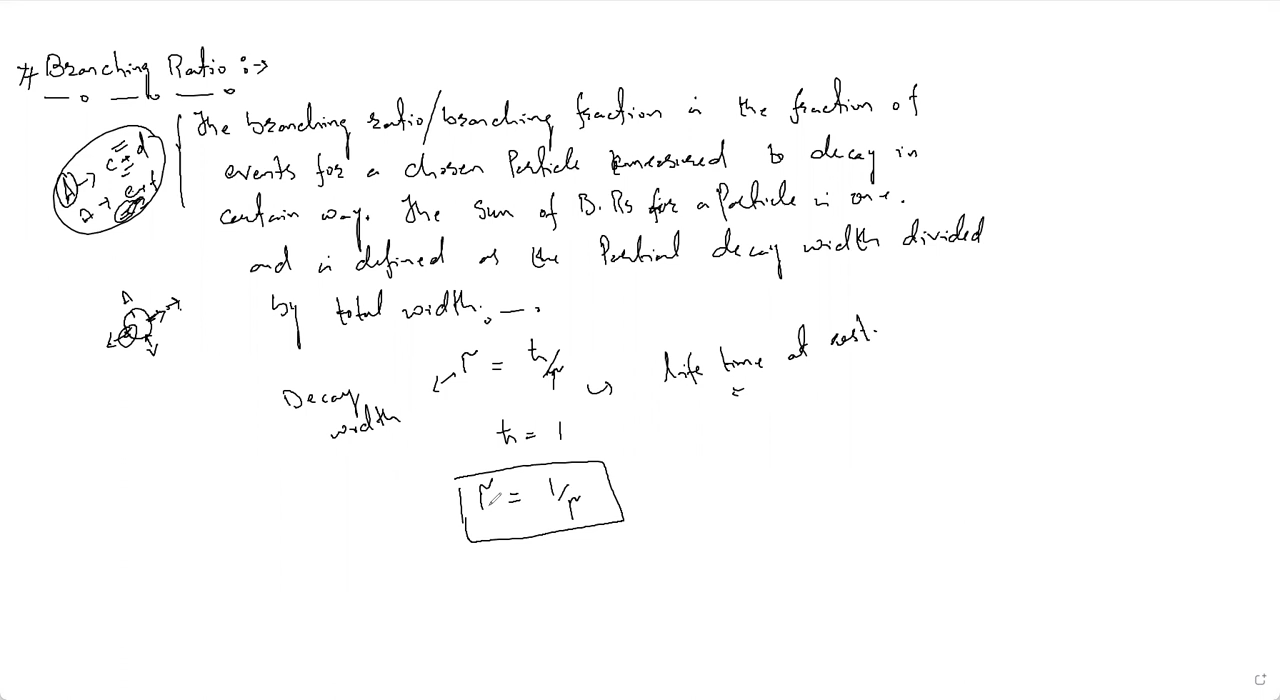 # Branching Ratio :→
The branching ratio/branching fraction is the fraction of
events for a chosen Particle measured to decay in
certain way. The Sum of B.Rs for a Particle is one.
and is defined as the Partial decay width divided
by total width.
A → c + d
A → e + f
A
Decay width ← Γ = ħ/τ ↪ life time at rest.
ħ = 1
Γ = 1/τ